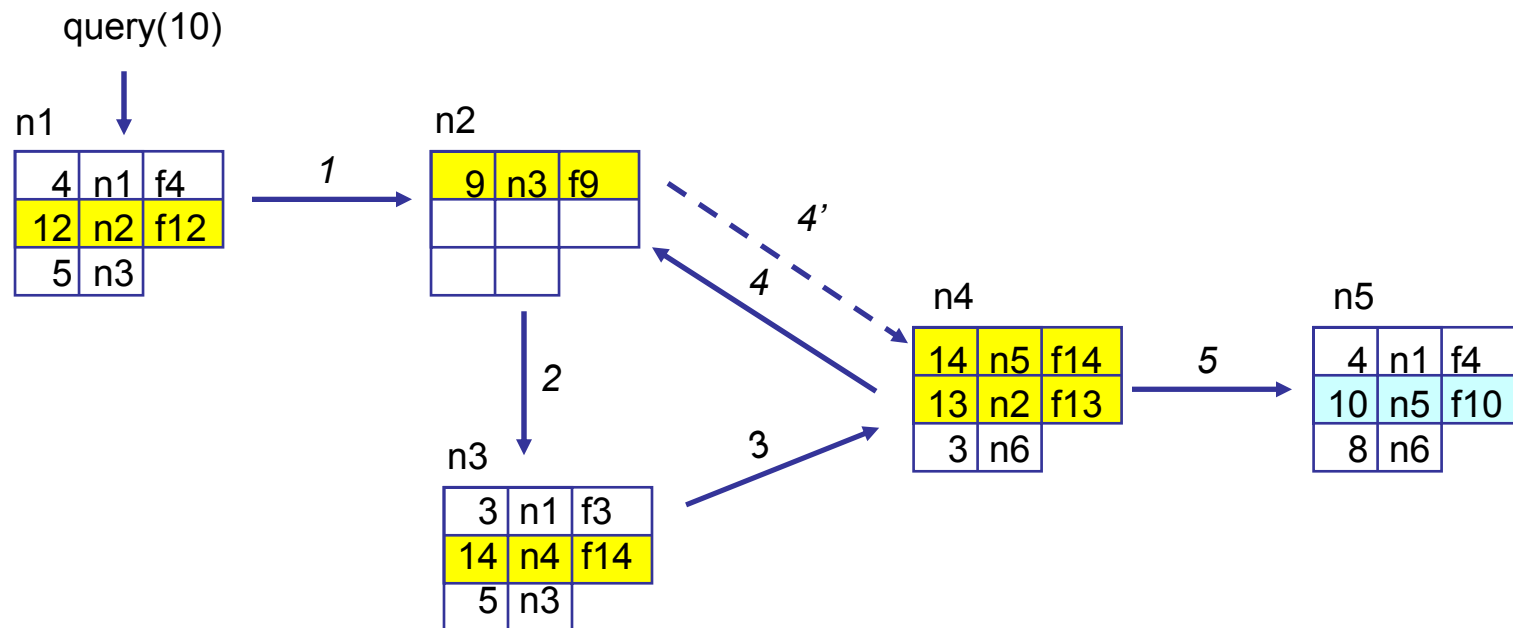 query(10)
n1
4 n1 f4
12 n2 f12
5 n3
1
n2
9 n3 f9
4’
4
2
n3
3 n1 f3
14 n4 f14
5 n3
3
n4
14 n5 f14
13 n2 f13
3 n6
5
n5
4 n1 f4
10 n5 f10
8 n6